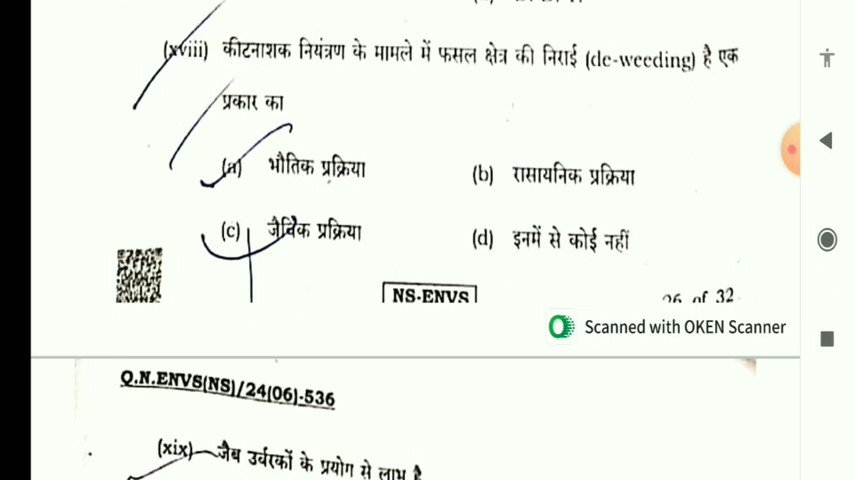 (xviii) कीटनाशक नियंत्रण के मामले में फसल क्षेत्र की निराई (de-weeding) है एक
प्रकार का
(a) भौतिक प्रक्रिया (b) रासायनिक प्रक्रिया
(c) जैविक प्रक्रिया (d) इनमें से कोई नहीं
NS-ENVS 26 of 32
Scanned with OKEN Scanner
Q.N.ENVS(NS)/24(06)-536
(xix) जैब उर्वरकों के प्रयोग से लाभ है